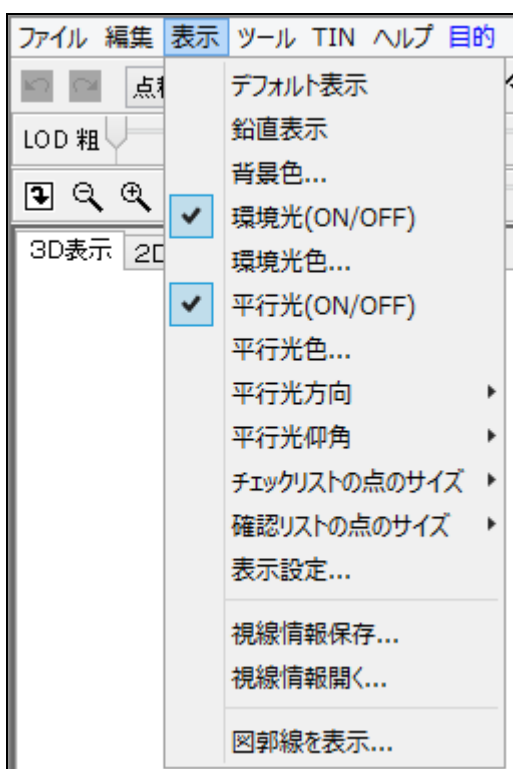 ファイル 編集 表示 ツール TIN ヘルプ 目的
デフォルト表示
鉛直表示
背景色...
環境光(ON/OFF)
環境光色...
平行光(ON/OFF)
平行光色...
平行光方向
平行光仰角
チェックリストの点のサイズ
確認リストの点のサイズ
表示設定...
視線情報保存...
視線情報開く...
図郭線を表示...
点
LOD 粗
3D表示 2D